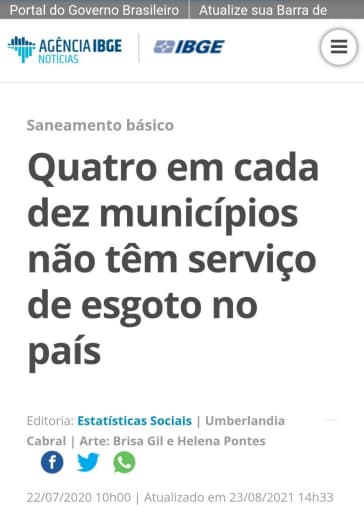 Portal do Governo Brasileiro | Atualize sua Barra de
AGÊNCIA IBGE
NOTÍCIAS
IBGE
Saneamento básico
Quatro em cada
dez municípios
não têm serviço
de esgoto no
país
Editoria: Estatísticas Sociais | Umberlandia
Cabral | Arte: Brisa Gil e Helena Pontes
22/07/2020 10h00 | Atualizado em 23/08/2021 14h33